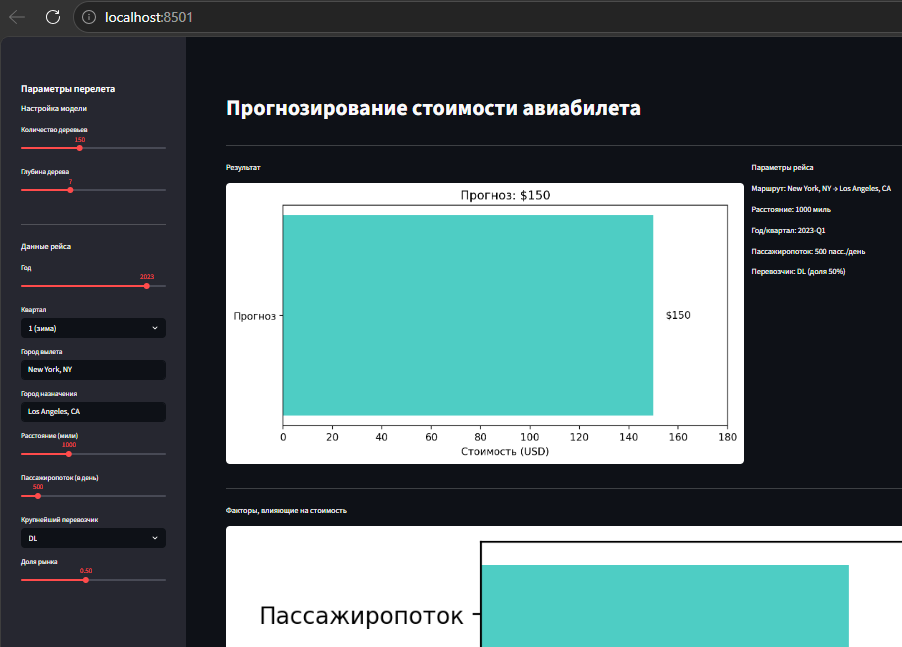 localhost:8501
Параметры перелета
Настройка модели
Количество деревьев
150
Глубина дерева
7
Данные рейса
Год
2023
Квартал
1 (зима)
Город вылета
New York, NY
Город назначения
Los Angeles, CA
Расстояние (мили)
1000
Пассажиропоток (в день)
500
Крупнейший перевозчик
DL
Доля рынка
0.50
Прогнозирование стоимости авиабилета
Результат
Прогноз: $150
Прогноз
$150
0 20 40 60 80 100 120 140 160 180
Стоимость (USD)
Параметры рейса
Маршрут: New York, NY → Los Angeles, CA
Расстояние: 1000 миль
Год/квартал: 2023-Q1
Пассажиропоток: 500 пасс./день
Перевозчик: DL (доля 50%)
Факторы, влияющие на стоимость
Пассажиропоток